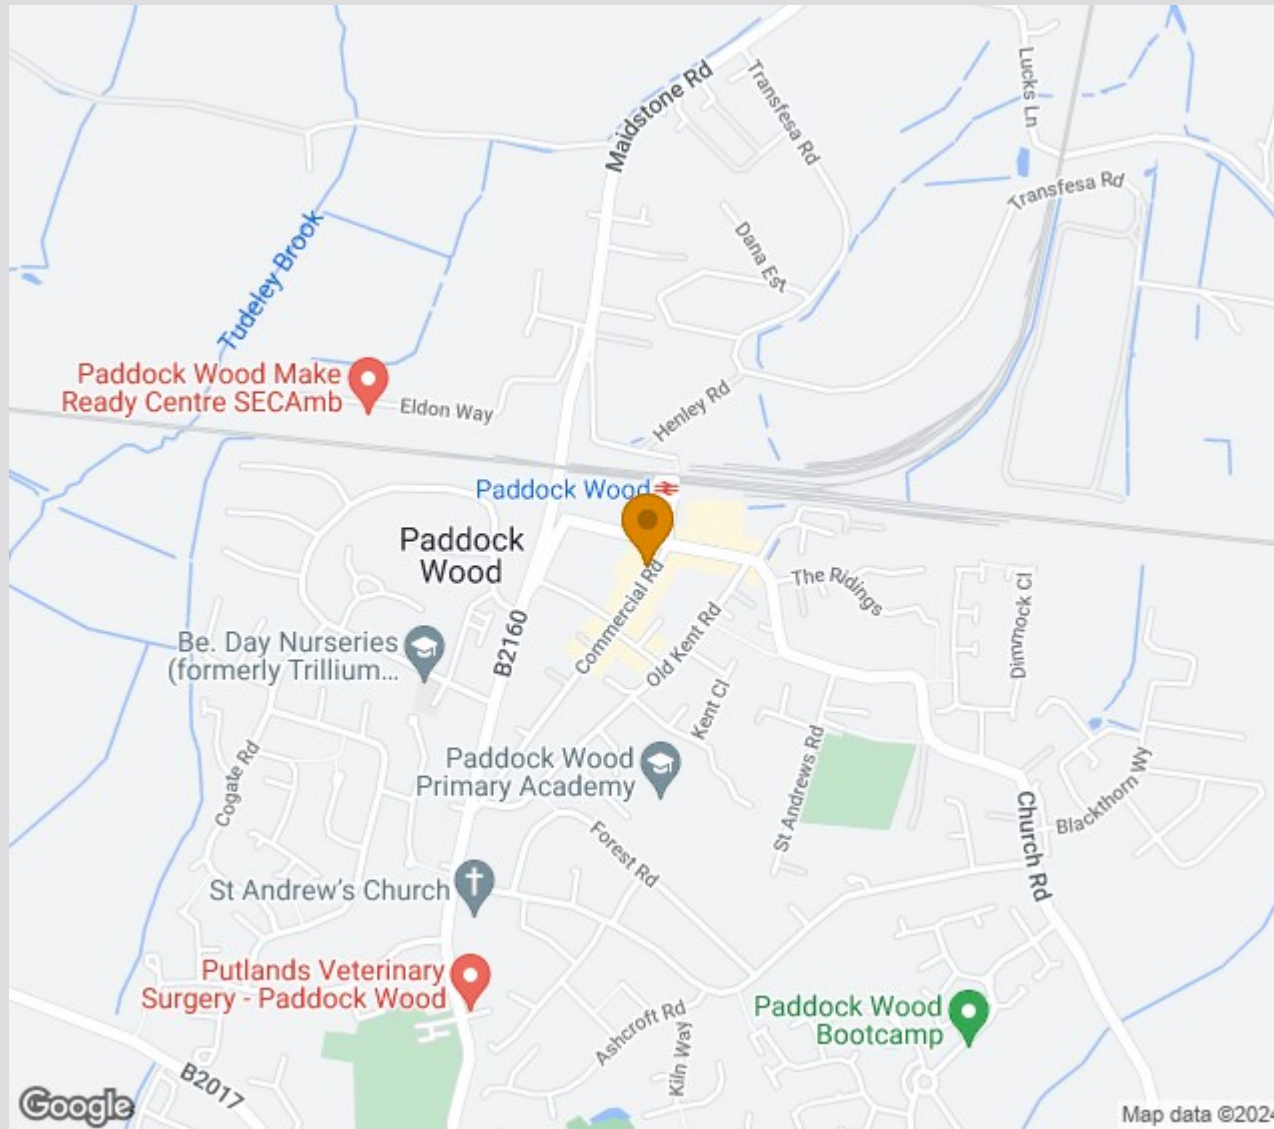 Maidstone Rd
Transfesa Rd
Lucks Ln
Transfesa Rd
Dana Est
Tudeley Brook
Paddock Wood Make
Ready Centre SECAmb
Eldon Way
Henley Rd
Paddock Wood
Paddock
Wood
Commercial Rd
The Ridings
Dimmock Cl
Old Kent Rd
B2160
Be. Day Nurseries
(formerly Trillium...
Kent Cl
St Andrews Rd
Cogate Rd
Paddock Wood
Primary Academy
Blackthorn Wy
Church Rd
Forest Rd
St Andrew's Church
Putlands Veterinary
Surgery - Paddock Wood
Ashcroft Rd
Kiln Way
Paddock Wood
Bootcamp
B2017
Google
Map data ©2024